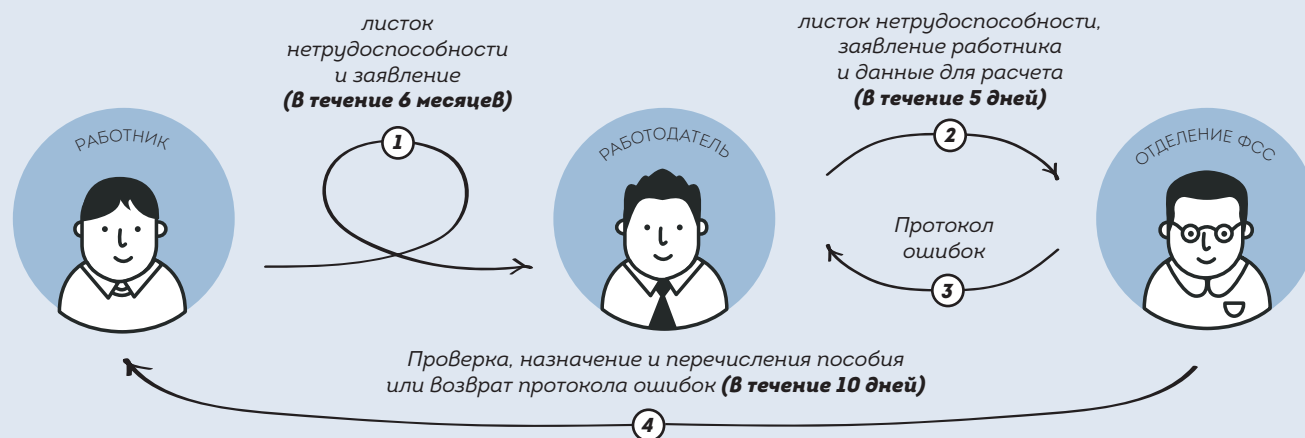 листок
нетрудоспособности
и заявление
(в течение 6 месяцев)
листок нетрудоспособности,
заявление работника
и данные для расчета
(в течение 5 дней)
РАБОТНИК
1
РАБОТОДАТЕЛЬ
2
ОТДЕЛЕНИЕ ФСС
Протокол
ошибок
3
Проверка, назначение и перечисления пособия
или возврат протокола ошибок (в течение 10 дней)
4